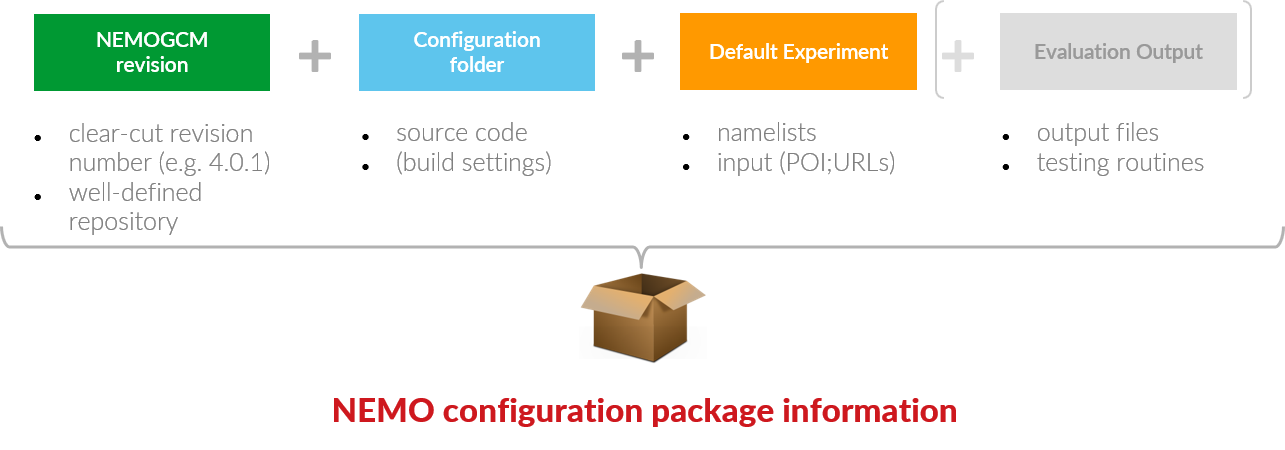 NEMOGCM
revision
+
Configuration
folder
+
Default Experiment
+
Evaluation Output
• clear-cut revision
number (e.g. 4.0.1)
• well-defined
repository
• source code
• (build settings)
• namelists
• input (POI;URLs)
• output files
• testing routines
NEMO configuration package information